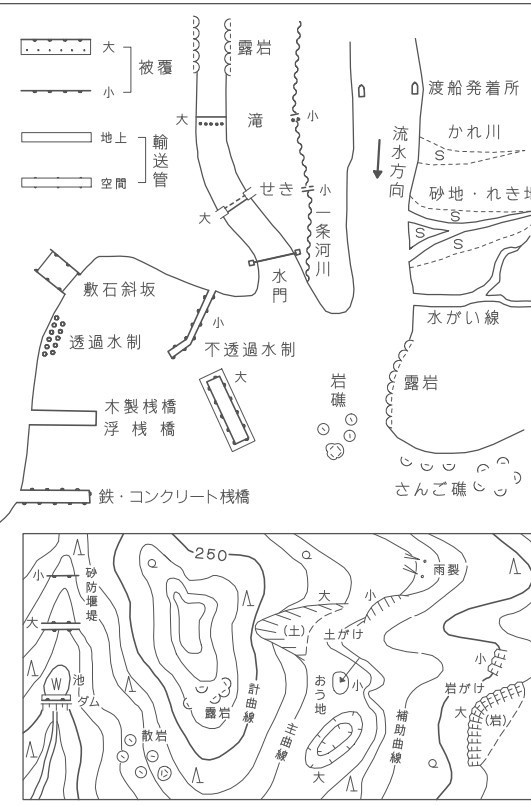 大
被覆
小
地上
輸送管
空間
露岩
大
滝
小
せき
小
大
一条河川
水門
渡船発着所
流水方向
かれ川
S
砂地・れき地
S
S
S
水がい線
敷石斜坂
透過水制
小
不透過水制
大
木製桟橋
浮桟橋
鉄・コンクリート桟橋
岩礁
露岩
さんご礁
小
砂防堰堤
大
W
池
ダム
250
散岩
露岩
計曲線
主曲線
大
小
(土)
土がけ
雨裂
おう地
小
大
補助曲線
小
岩がけ
大
(岩)